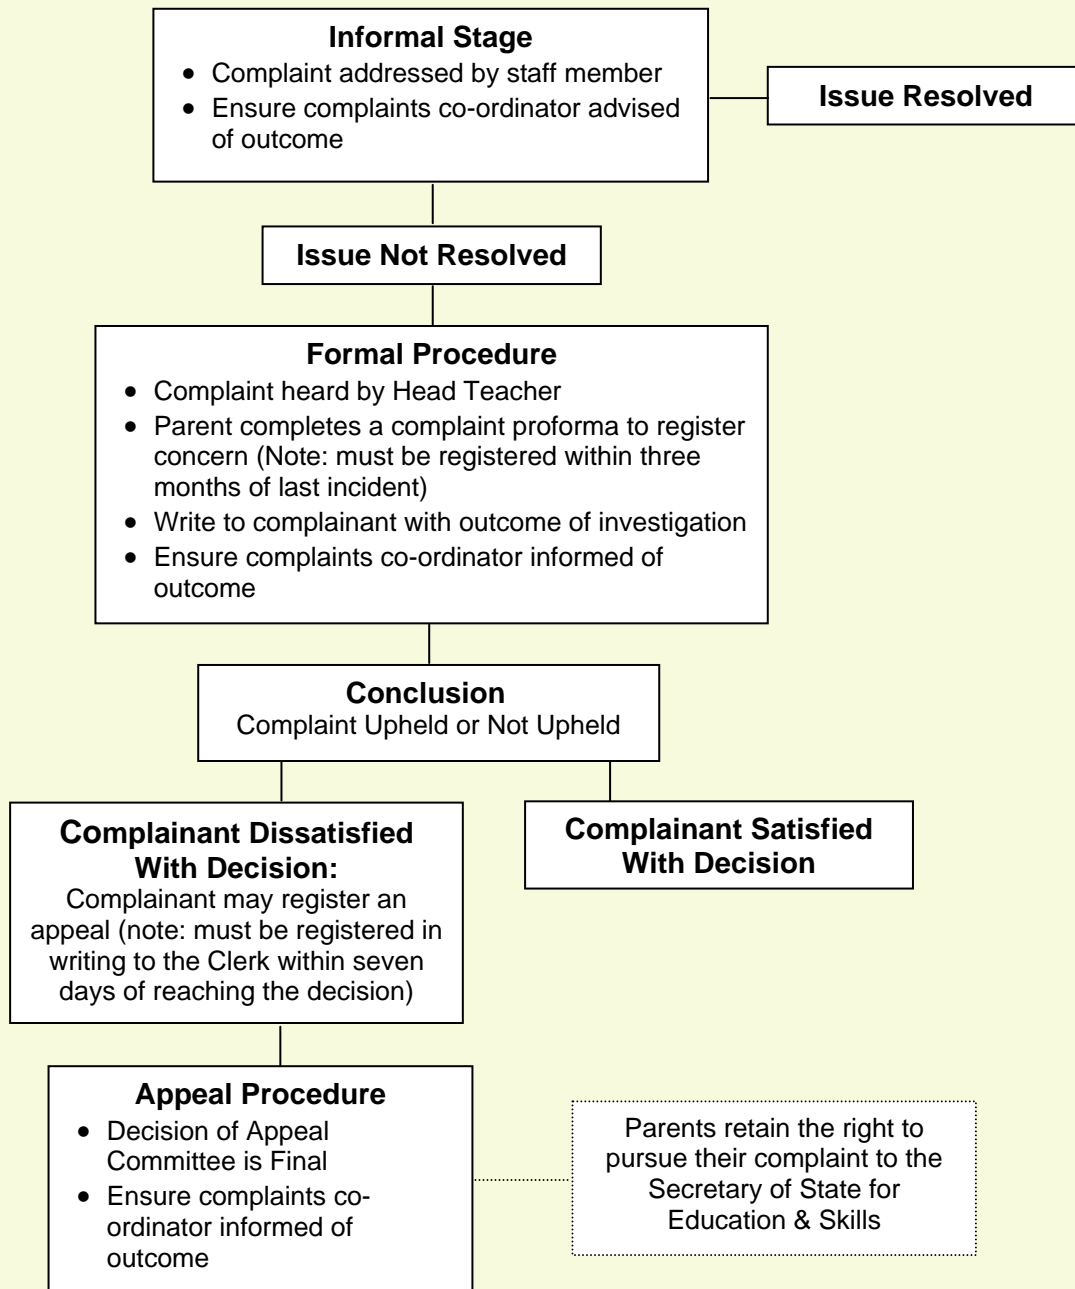 Informal Stage
• Complaint addressed by staff member
• Ensure complaints co-ordinator advised
of outcome
Issue Resolved
Issue Not Resolved
Formal Procedure
• Complaint heard by Head Teacher
• Parent completes a complaint proforma to register
concern (Note: must be registered within three
months of last incident)
• Write to complainant with outcome of investigation
• Ensure complaints co-ordinator informed of
outcome
Conclusion
Complaint Upheld or Not Upheld
Complainant Dissatisfied
With Decision:
Complainant may register an
appeal (note: must be registered in
writing to the Clerk within seven
days of reaching the decision)
Complainant Satisfied
With Decision
Appeal Procedure
• Decision of Appeal
Committee is Final
• Ensure complaints co-
ordinator informed of
outcome
Parents retain the right to
pursue their complaint to the
Secretary of State for
Education & Skills